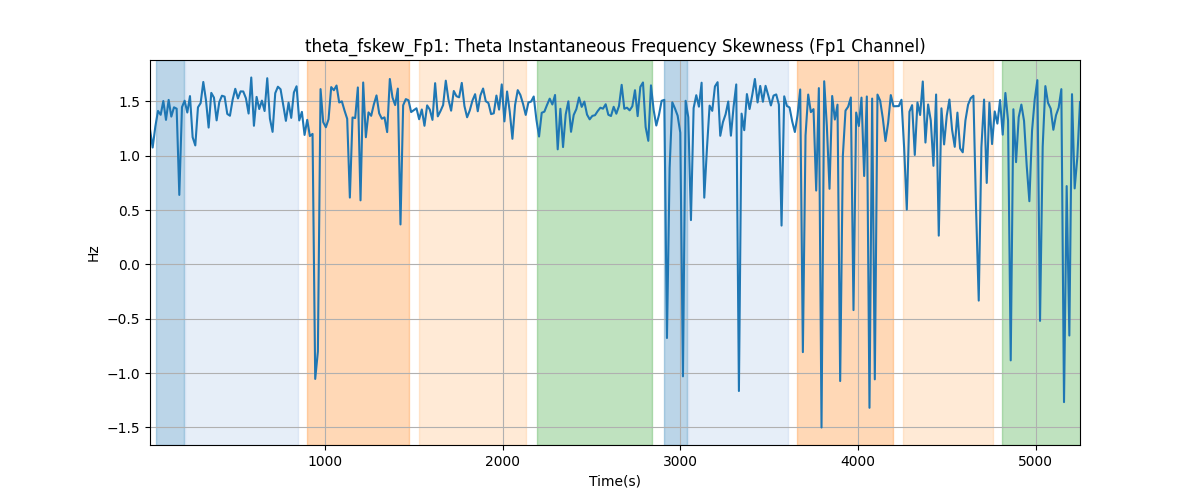 theta_fskew_Fp1: Theta Instantaneous Frequency Skewness (Fp1 Channel)
1.5
1.0
0.5
0.0
−0.5
−1.0
−1.5
Hz
1000 2000 3000 4000 5000
Time(s)